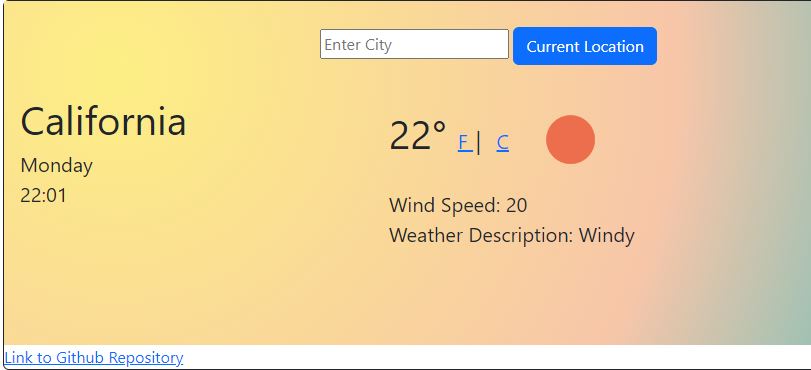 Enter City Current Location
California
22° F | C
Monday
22:01
Wind Speed: 20
Weather Description: Windy
Link to Github Repository